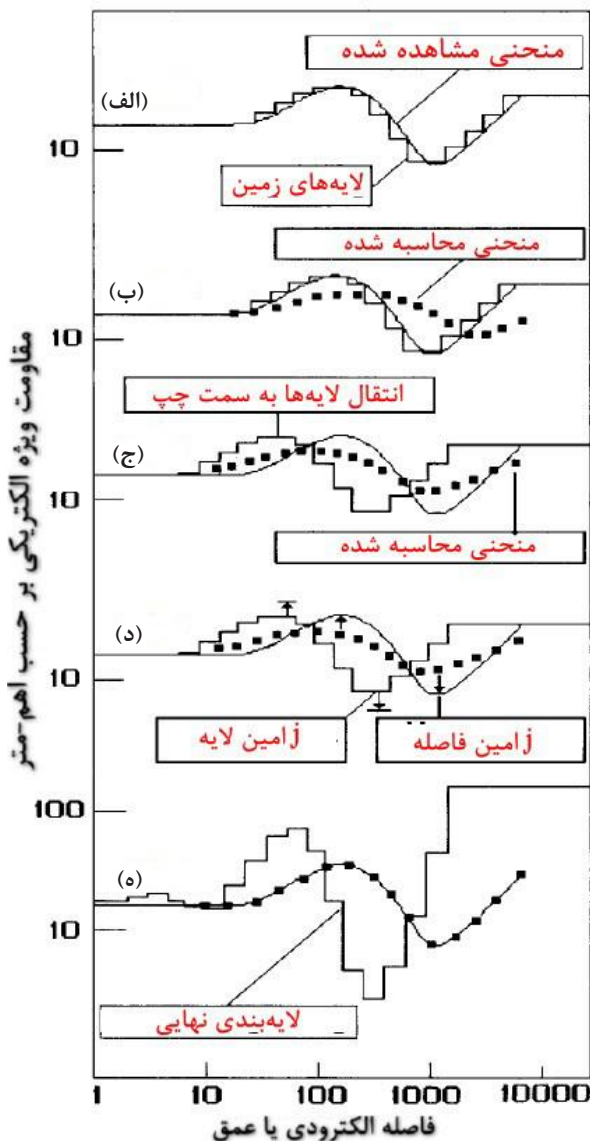 منحنی مشاهده شده
(الف)
10
لایه‌های زمین
منحنی محاسبه شده
(ب)
10
انتقال لایه‌ها به سمت چپ
(ج)
10
منحنی محاسبه شده
(د)
10
jامین لایه
jامین فاصله
100
(ه)
10
لایه‌بندی نهایی
1 10 100 1000 10000
فاصله الکترودی یا عمق
مقاومت ویژه الکتریکی بر حسب اهم-متر